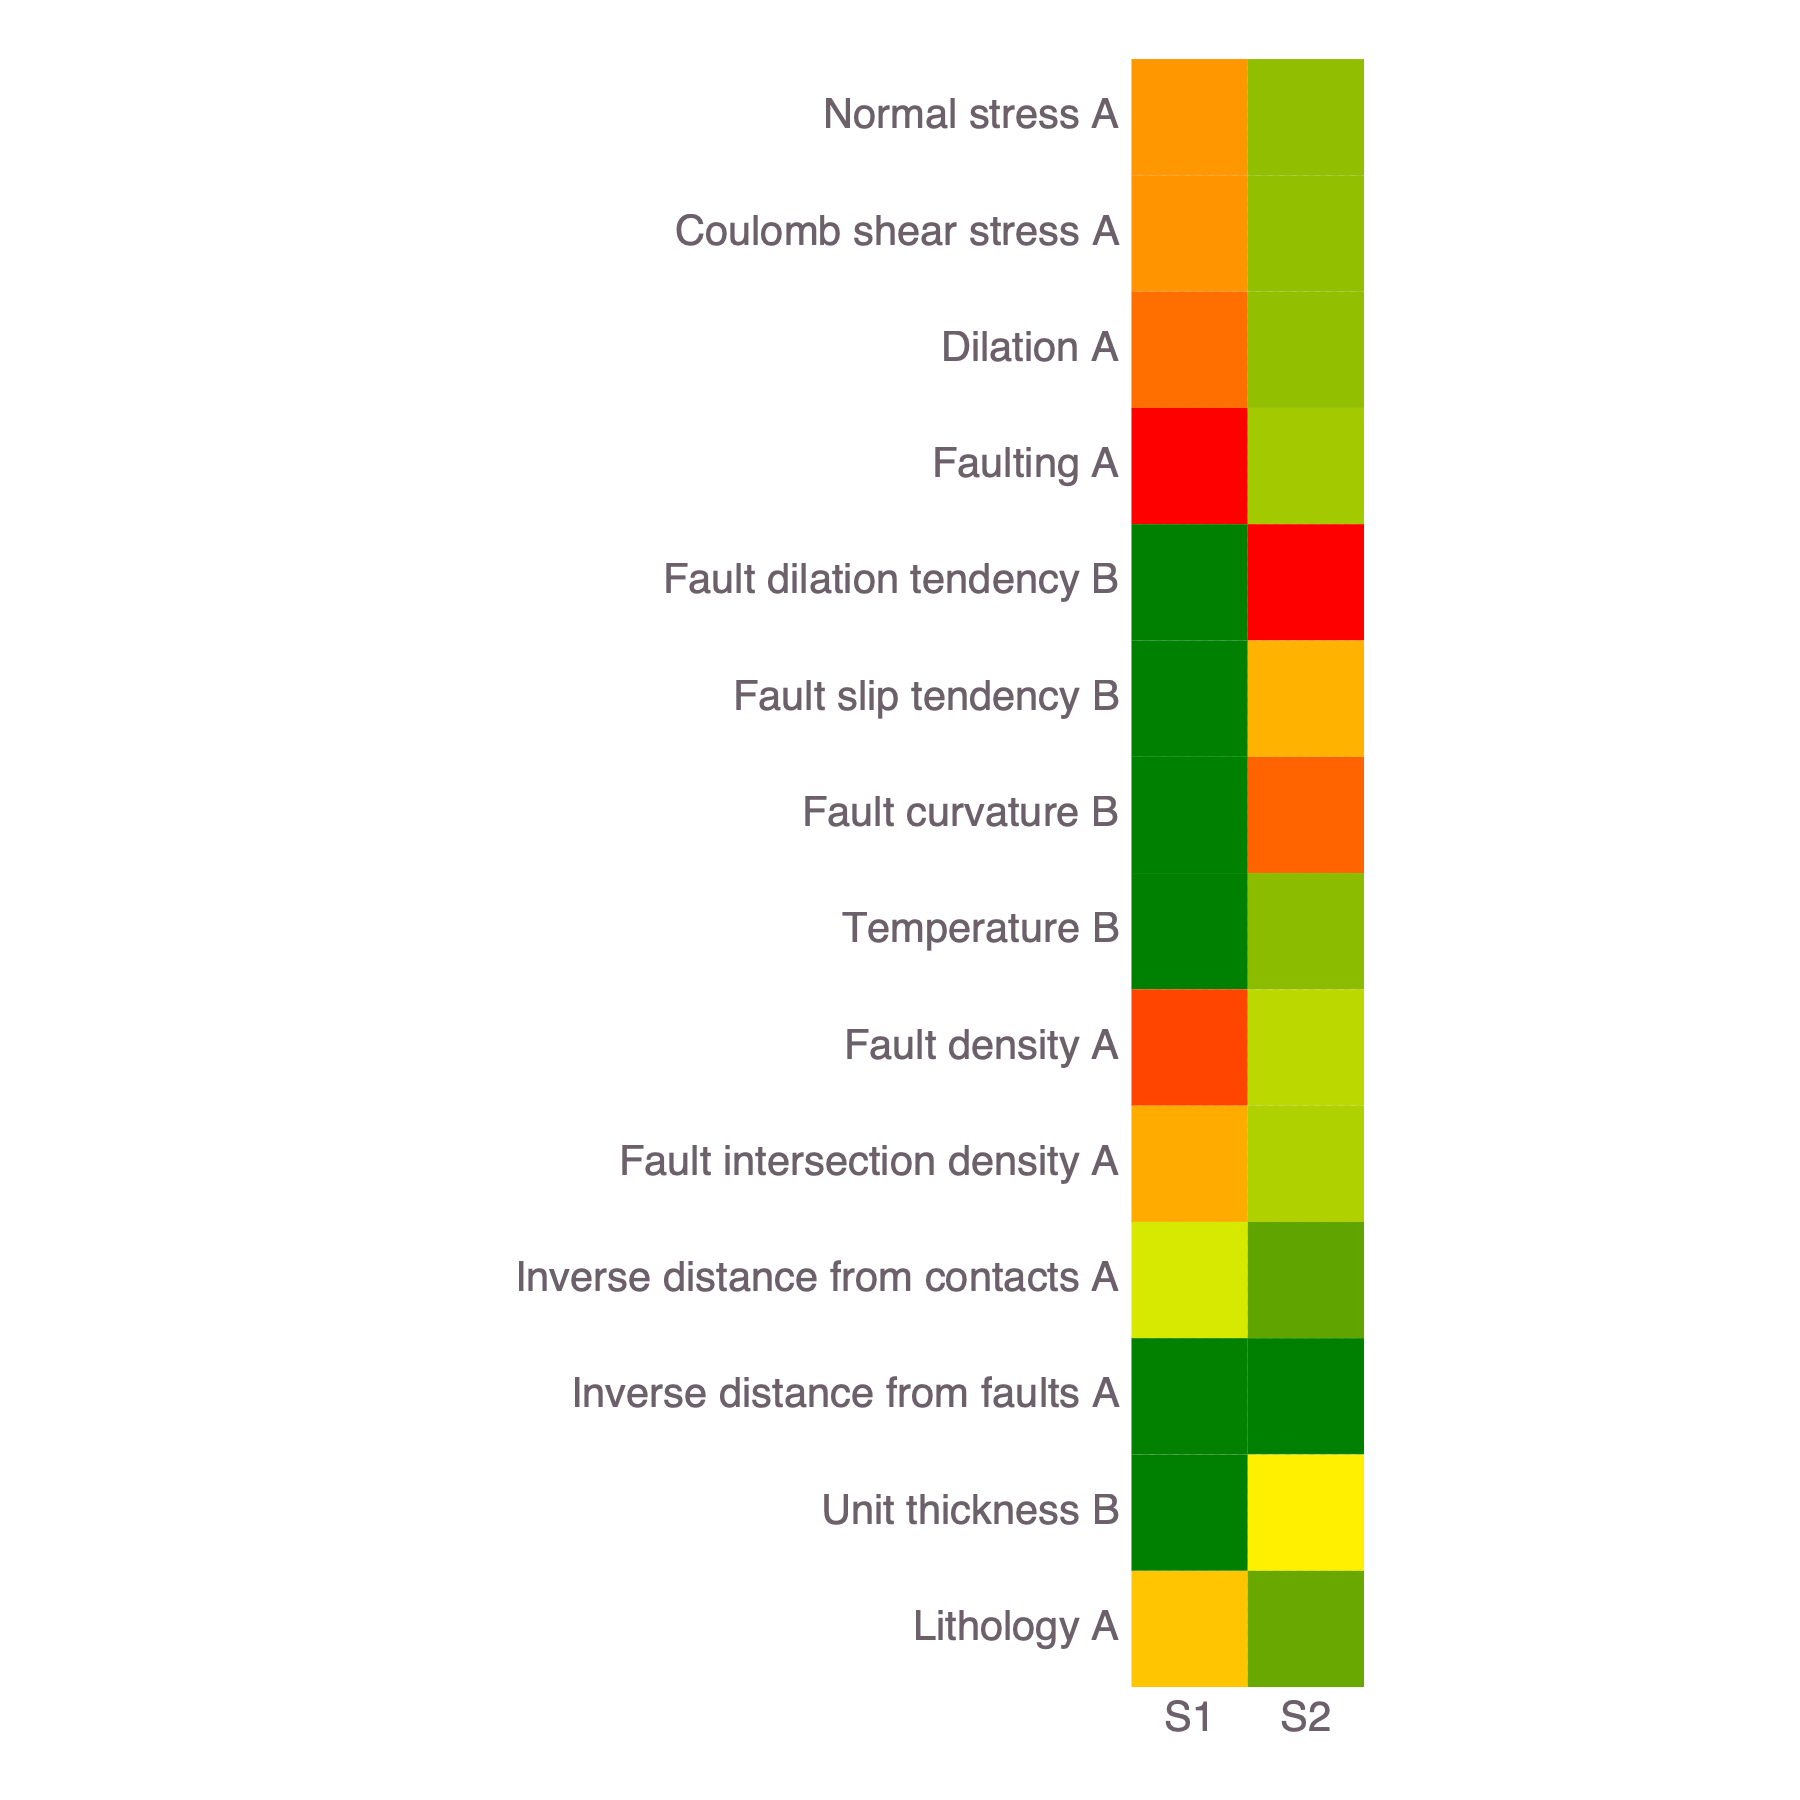 Normal stress A
Coulomb shear stress A
Dilation A
Faulting A
Fault dilation tendency B
Fault slip tendency B
Fault curvature B
Temperature B
Fault density A
Fault intersection density A
Inverse distance from contacts A
Inverse distance from faults A
Unit thickness B
Lithology A
S1 S2